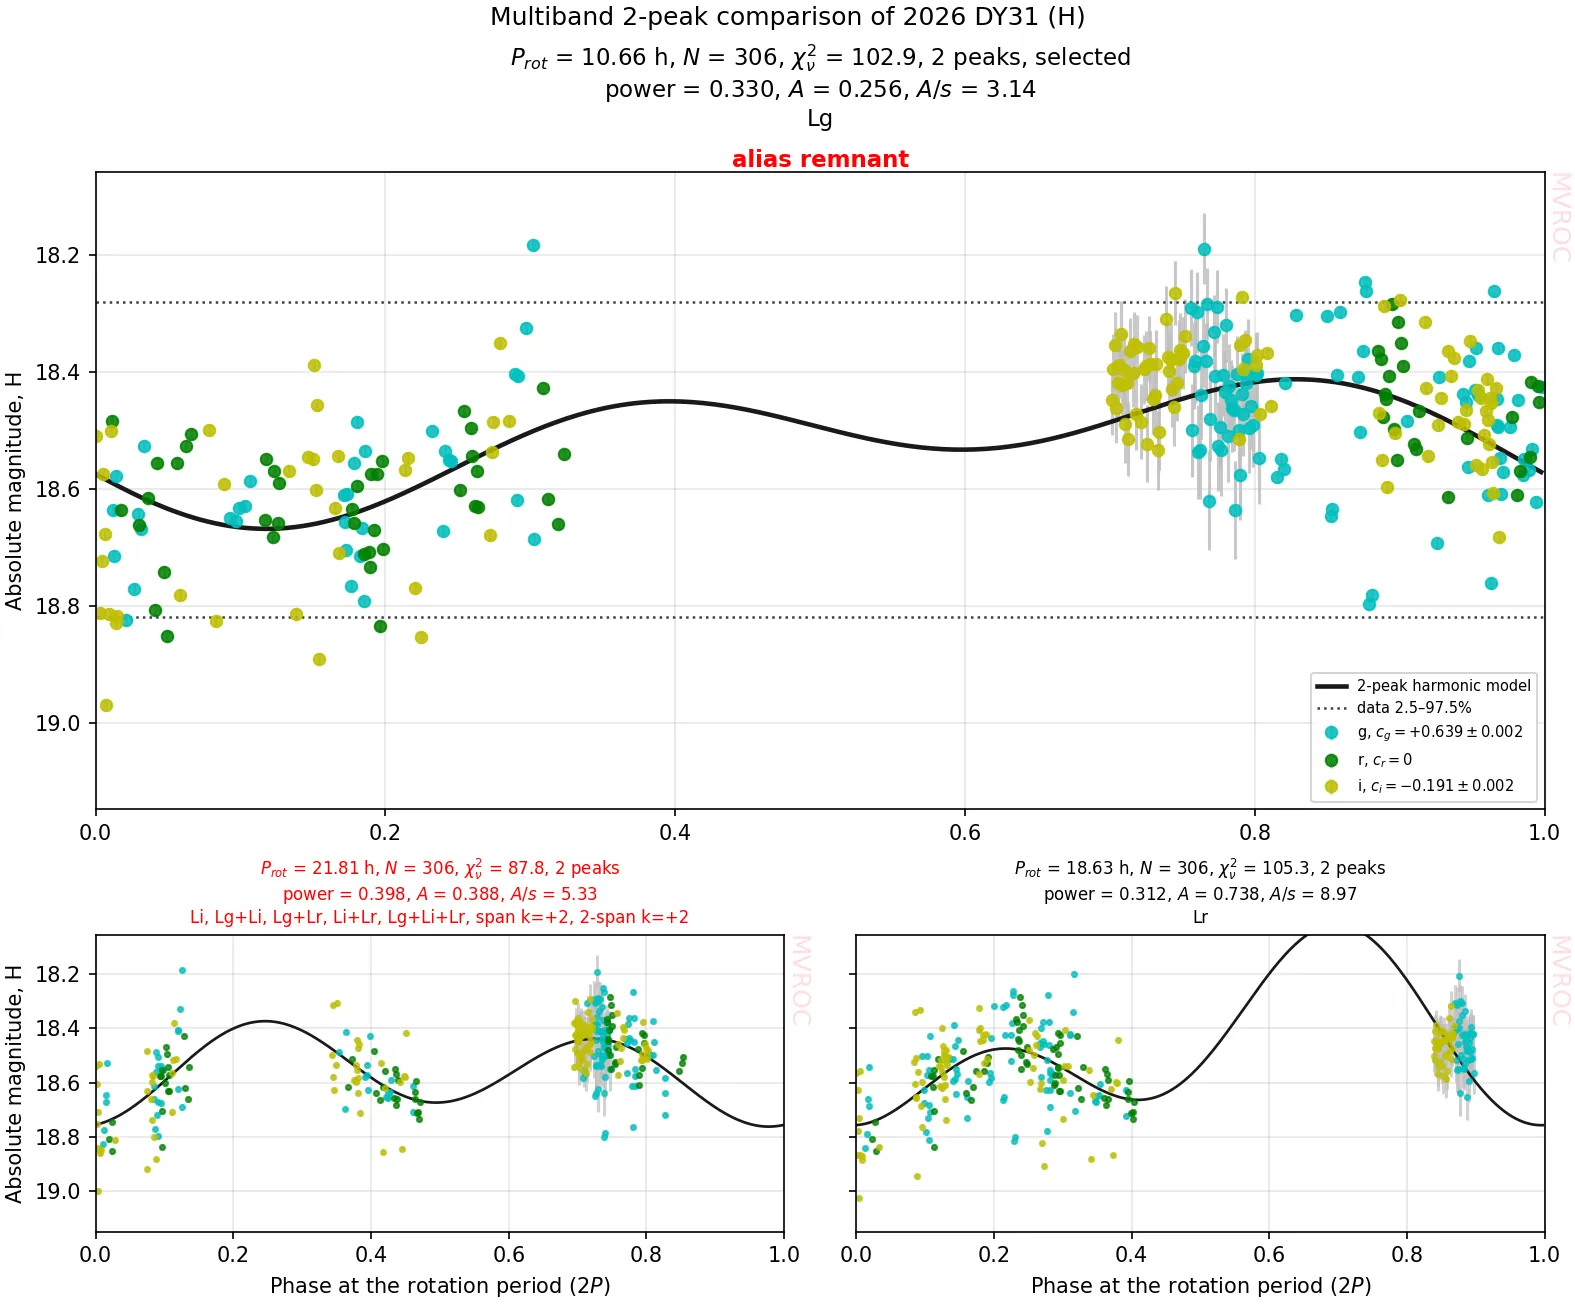 Multiband 2-peak comparison of 2026 DY31 (H)
P_rot = 10.66 h, N = 306, χ²_ν = 102.9, 2 peaks, selected
power = 0.330, A = 0.256, A/s = 3.14
Lg
alias remnant
MVROC
Absolute magnitude, H
18.2
18.4
18.6
18.8
19.0
2-peak harmonic model
data 2.5–97.5%
g, c_g = +0.639 ± 0.002
r, c_r = 0
i, c_i = −0.191 ± 0.002
0.0 0.2 0.4 0.6 0.8 1.0
P_rot = 21.81 h, N = 306, χ²_ν = 87.8, 2 peaks
power = 0.398, A = 0.388, A/s = 5.33
Li, Lg+Li, Lg+Lr, Li+Lr, Lg+Li+Lr, span k=+2, 2-span k=+2
MVROC
Absolute magnitude, H
18.2
18.4
18.6
18.8
19.0
0.0 0.2 0.4 0.6 0.8 1.0
Phase at the rotation period (2P)
P_rot = 18.63 h, N = 306, χ²_ν = 105.3, 2 peaks
power = 0.312, A = 0.738, A/s = 8.97
Lr
MVROC
0.0 0.2 0.4 0.6 0.8 1.0
Phase at the rotation period (2P)